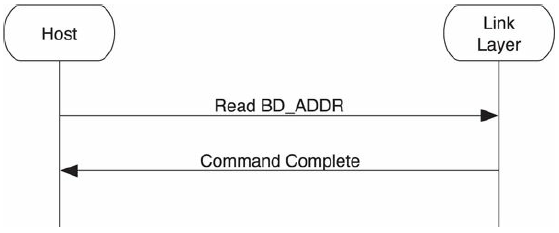 Host
Link
Layer
Read BD_ADDR
Command Complete